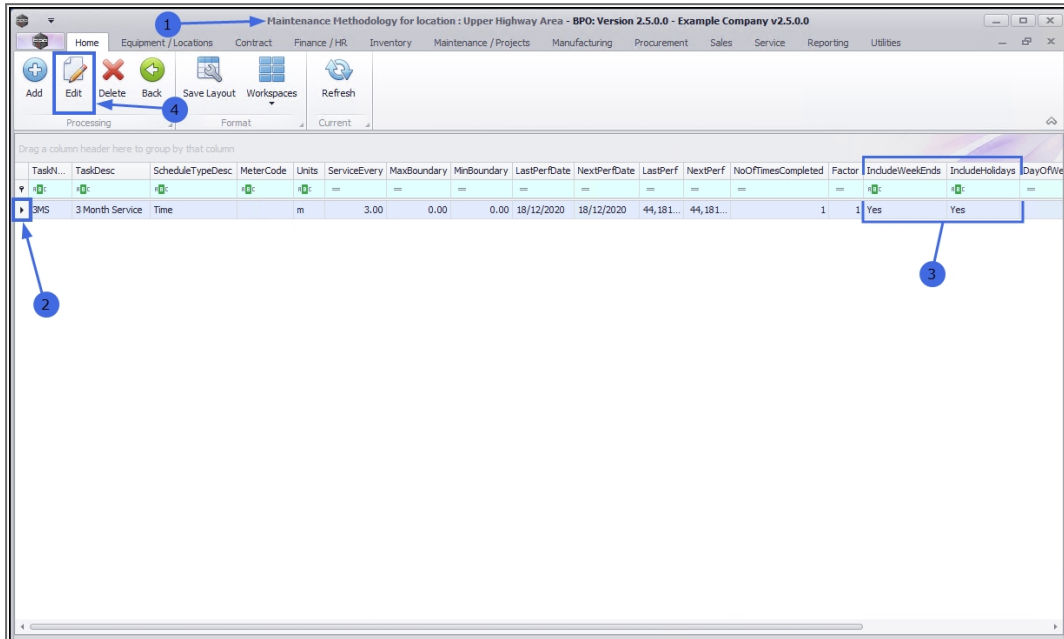 1
Maintenance Methodology for location : Upper Highway Area - BPO: Version 2.5.0.0 - Example Company v2.5.0.0
Home Equipment / Locations Contract Finance / HR Inventory Maintenance / Projects Manufacturing Procurement Sales Service Reporting Utilities
Add Edit Delete Back Save Layout Workspaces Refresh
4
Processing Format Current
Drag a column header here to group by that column
TaskN... TaskDesc ScheduleTypeDesc MeterCode Units ServiceEvery MaxBoundary MinBoundary LastPerfDate NextPerfDate LastPerf NextPerf NoOfTimesCompleted Factor IncludeWeekEnds IncludeHolidays DayOfWe
= = = = = = = = = = =
3MS 3 Month Service Time m 3.00 0.00 0.00 18/12/2020 18/12/2020 44,181... 44,181... 1 1 Yes Yes
3
2